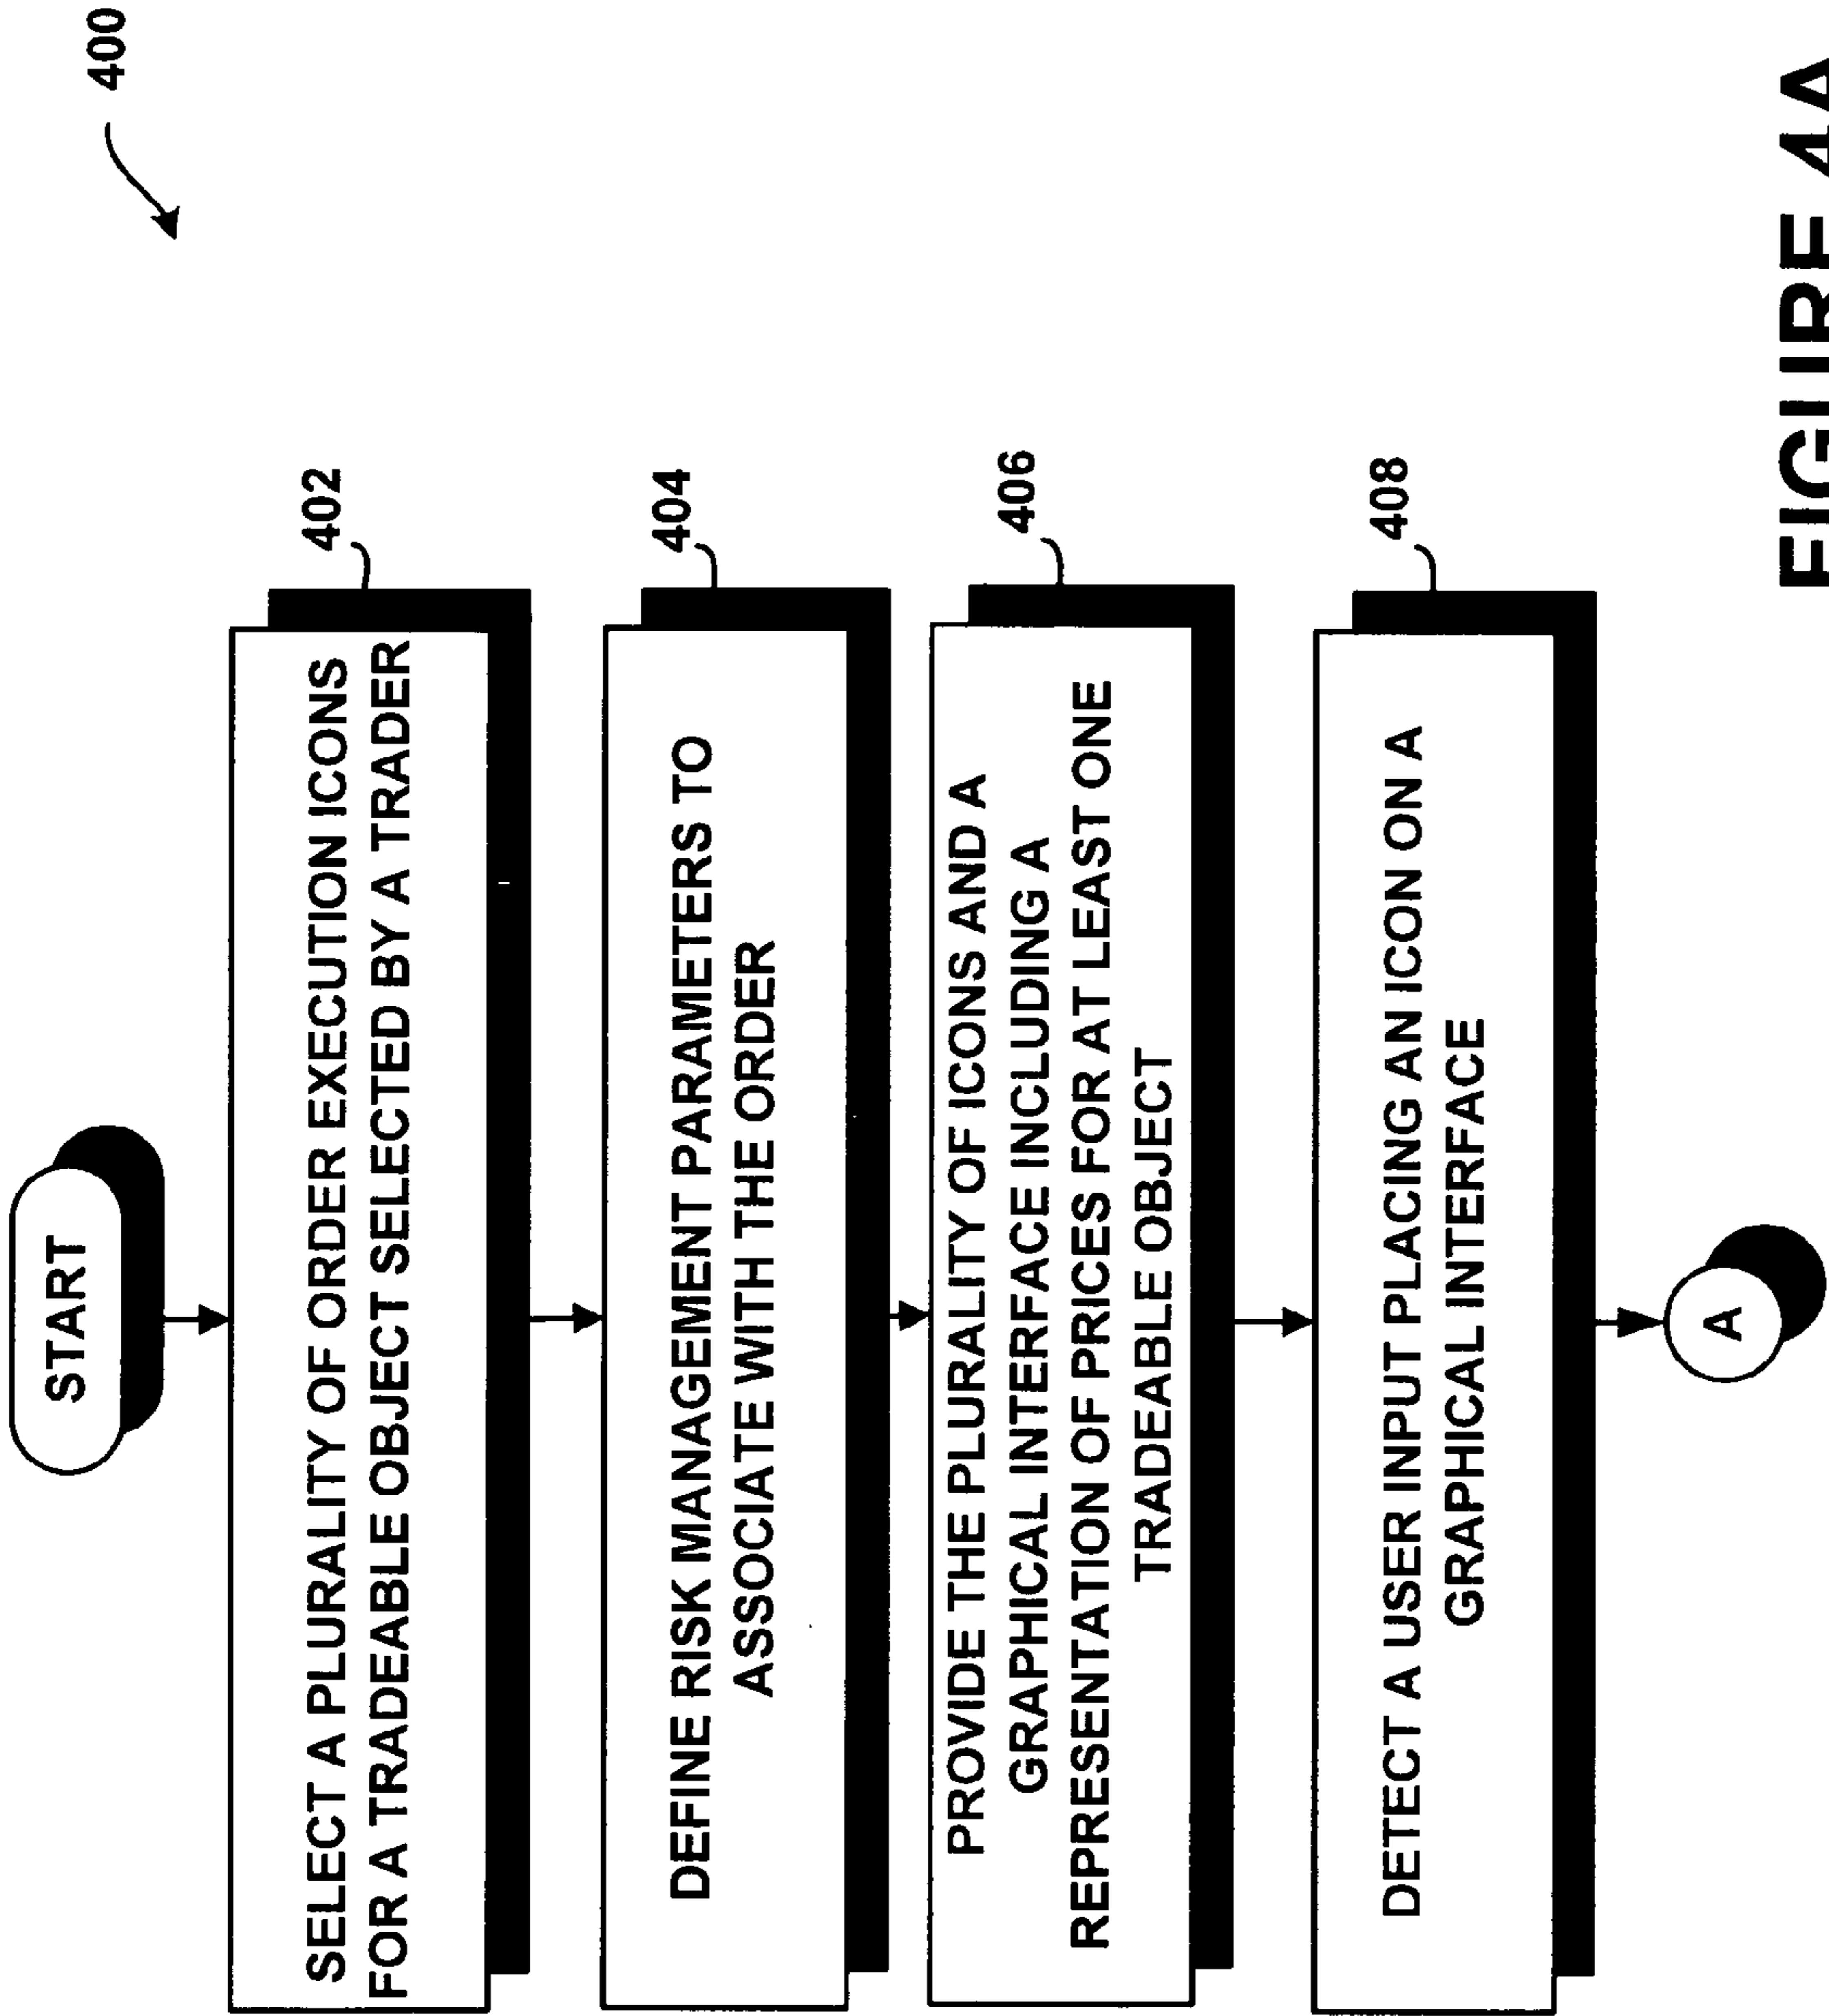 400
START
SELECT A PLURALITY OF ORDER EXECUTION ICONS
FOR A TRADEABLE OBJECT SELECTED BY A TRADER
402
DEFINE RISK MANAGEMENT PARAMETERS TO
ASSOCIATE WITH THE ORDER
404
PROVIDE THE PLURALITY OF ICONS AND A
GRAPHICAL INTERFACE INCLUDING A
REPRESENTATION OF PRICES FOR AT LEAST ONE
TRADEABLE OBJECT
406
DETECT A USER INPUT PLACING AN ICON ON A
GRAPHICAL INTERFACE
408
A
FIGURE 4A